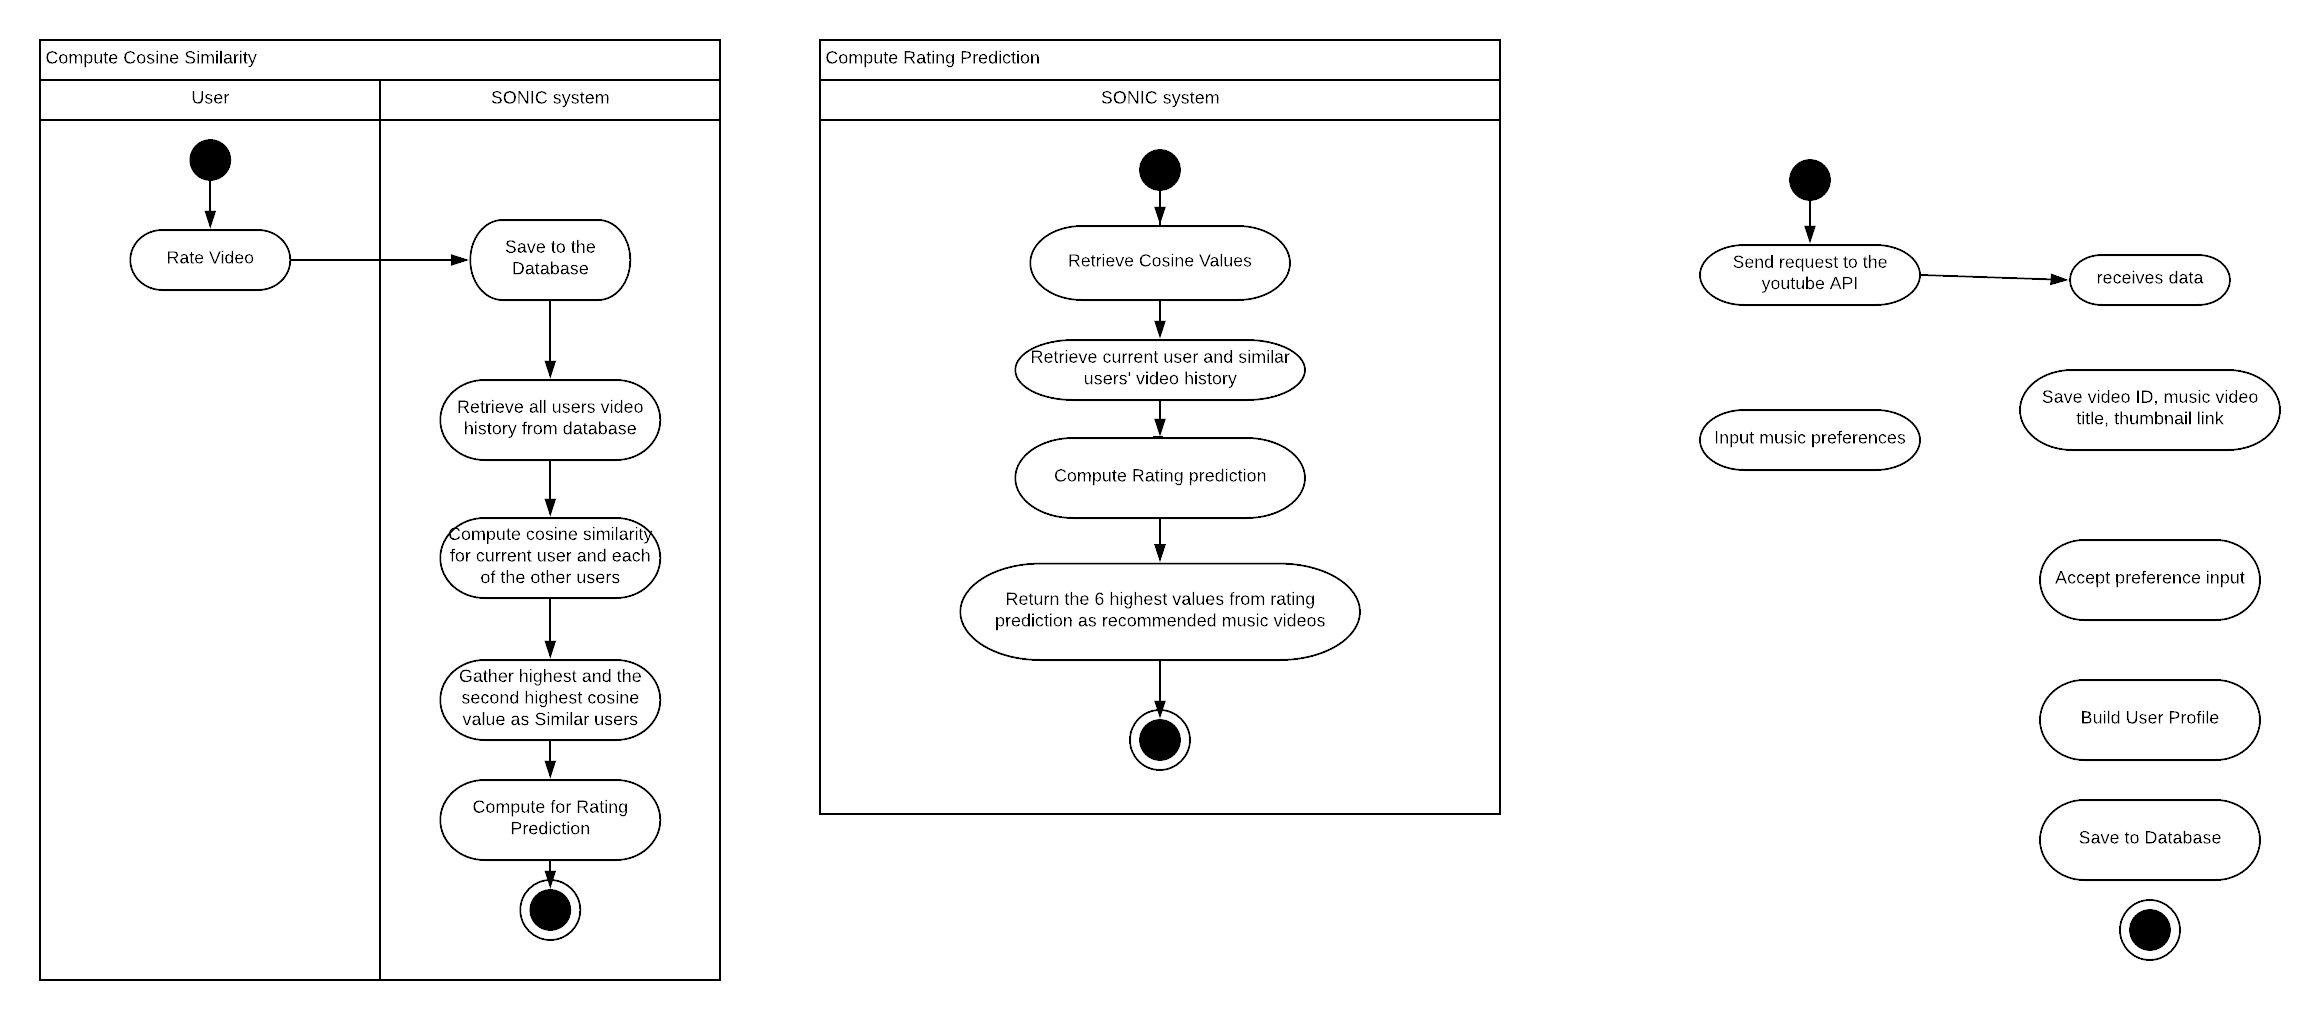 Compute Cosine Similarity
User
SONIC system
Rate Video
Save to the
Database
Retrieve all users video
history from database
Compute cosine similarity
for current user and each
of the other users
Gather highest and the
second highest cosine
value as Similar users
Compute for Rating
Prediction
Compute Rating Prediction
SONIC system
Retrieve Cosine Values
Retrieve current user and similar
users' video history
Compute Rating prediction
Return the 6 highest values from rating
prediction as recommended music videos
Send request to the
youtube API
receives data
Input music preferences
Save video ID, music video
title, thumbnail link
Accept preference input
Build User Profile
Save to Database